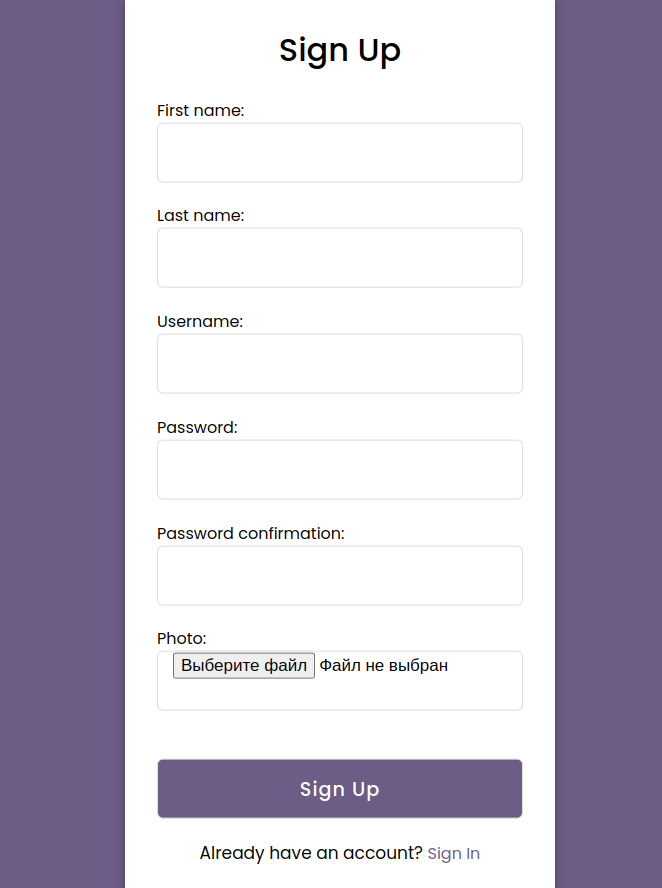 Sign Up
First name:
Last name:
Username:
Password:
Password confirmation:
Photo:
Выберите файл Файл не выбран
Sign Up
Already have an account? Sign In